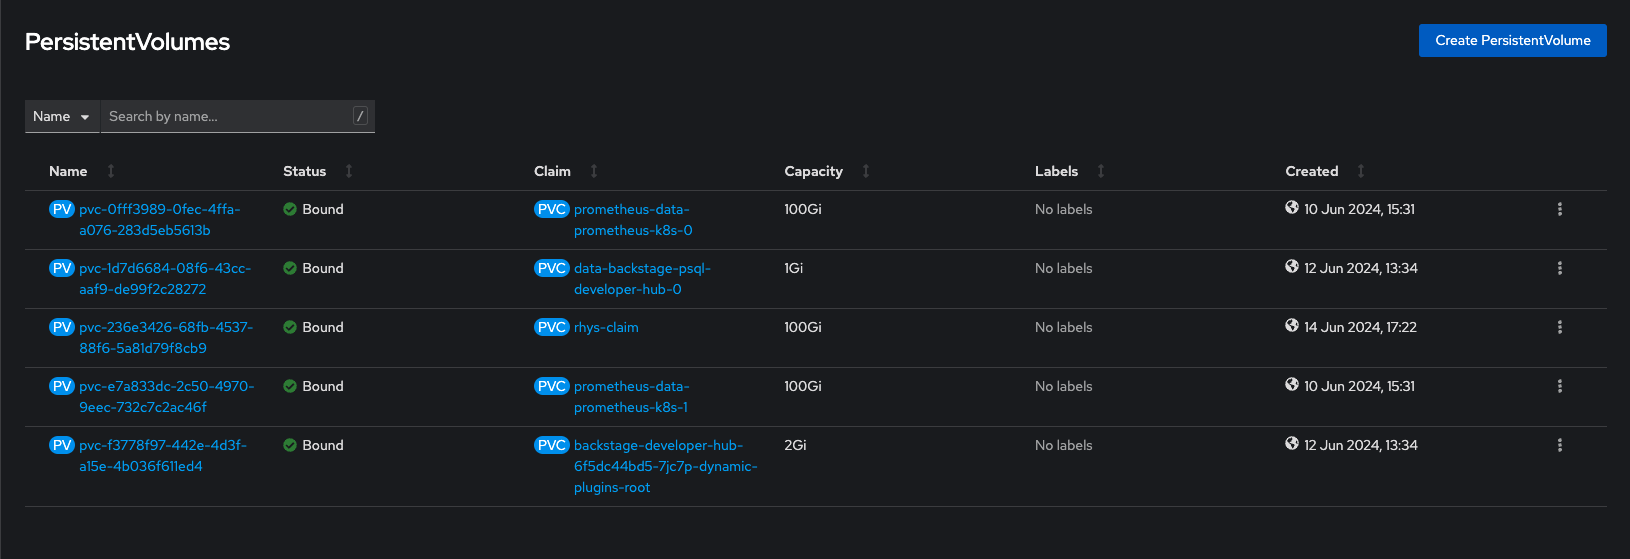 PersistentVolumes
Create PersistentVolume
Name
Search by name...
/
Name Status Claim Capacity Labels Created
PV pvc-0fff3989-0fec-4ffa- Bound PVC prometheus-data- 100Gi No labels 10 Jun 2024, 15:31
a076-283d5eb5613b prometheus-k8s-0
PV pvc-1d7d6684-08f6-43cc- Bound PVC data-backstage-psql- 1Gi No labels 12 Jun 2024, 13:34
aaf9-de99f2c28272 developer-hub-0
PV pvc-236e3426-68fb-4537- Bound PVC rhys-claim 100Gi No labels 14 Jun 2024, 17:22
88f6-5a81d79f8cb9
PV pvc-e7a833dc-2c50-4970- Bound PVC prometheus-data- 100Gi No labels 10 Jun 2024, 15:31
9eec-732c7c2ac46f prometheus-k8s-1
PV pvc-f3778f97-442e-4d3f- Bound PVC backstage-developer-hub- 2Gi No labels 12 Jun 2024, 13:34
a15e-4b036f611ed4 6f5dc44bd5-7jc7p-dynamic-
plugins-root